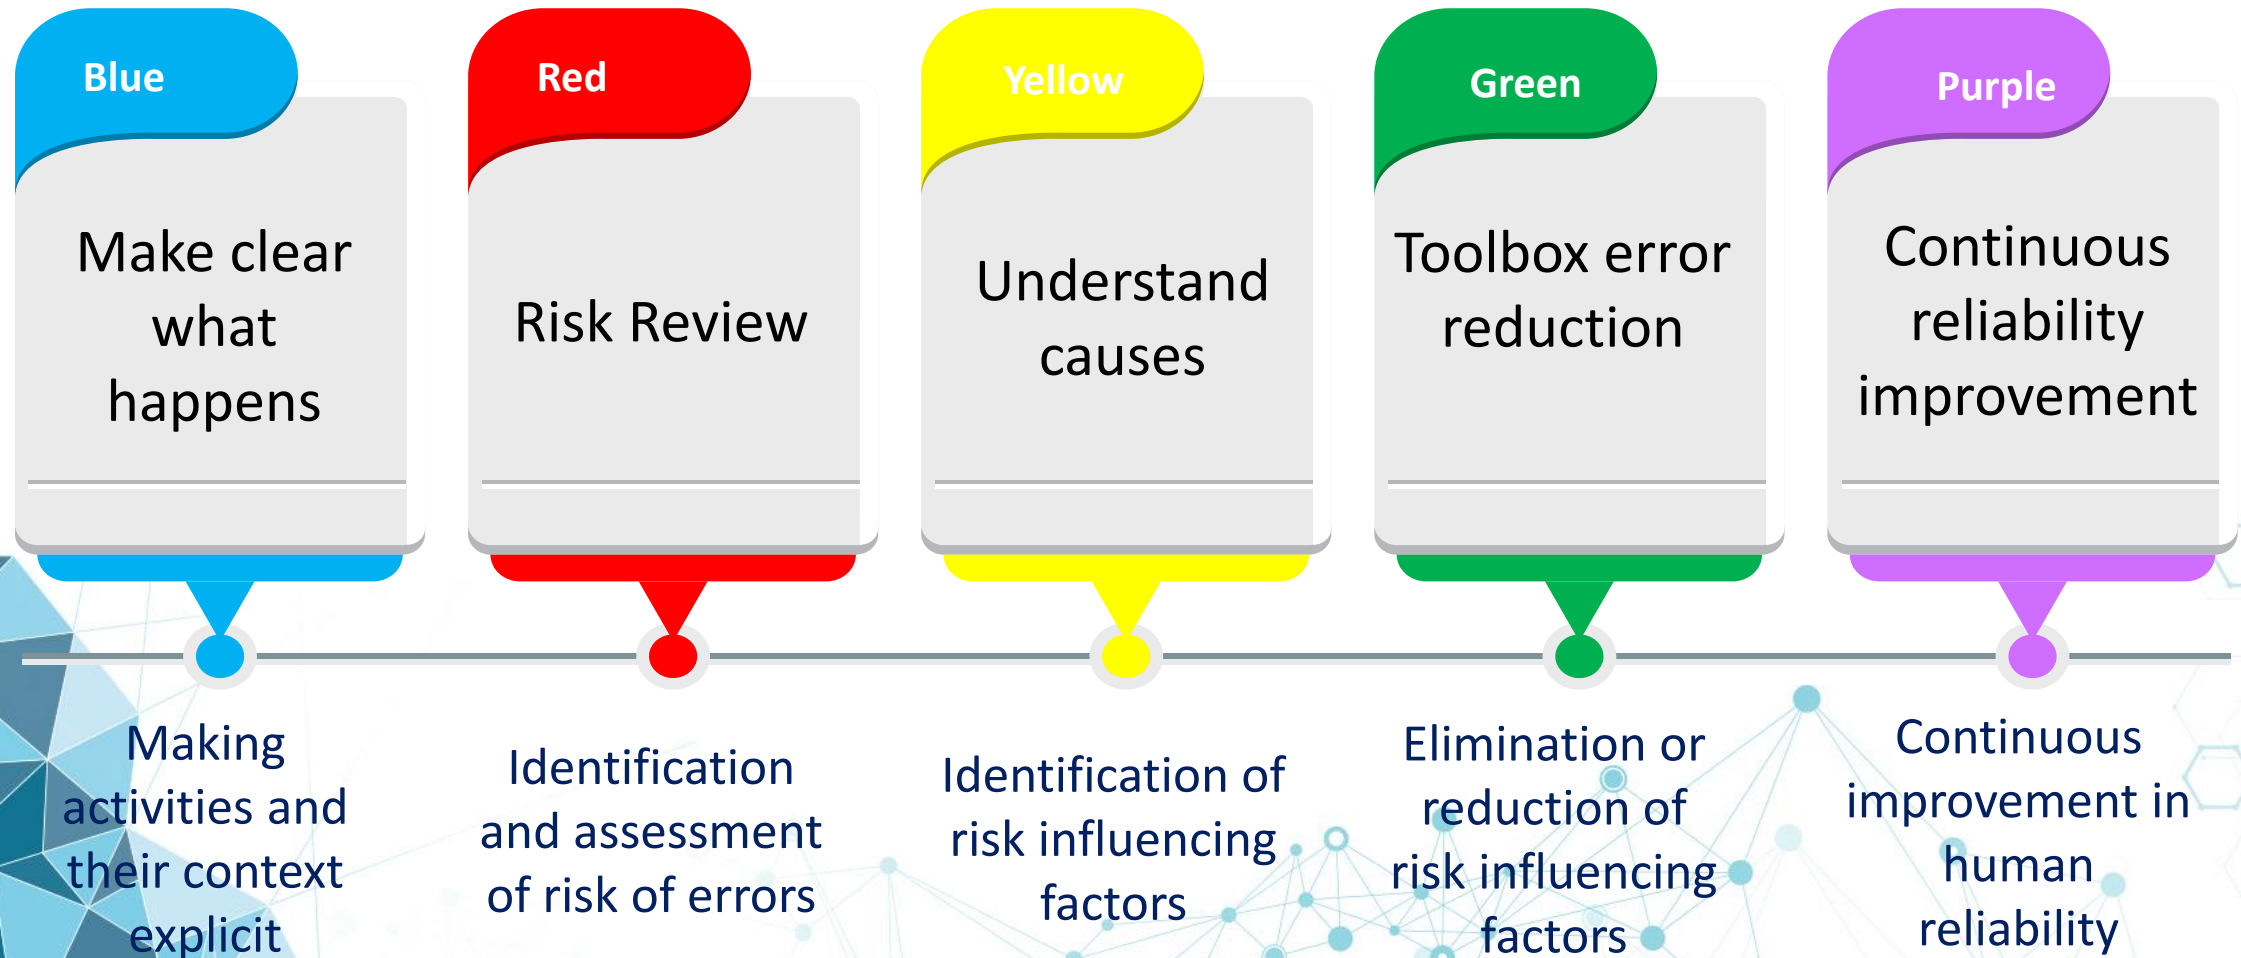 Blue
Make clear
what
happens
Making
activities and
their context
explicit
Red
Risk Review
Identification
and assessment
of risk of errors
Yellow
Understand
causes
Identification of
risk influencing
factors
Green
Toolbox error
reduction
Elimination or
reduction of
risk influencing
factors
Purple
Continuous
reliability
improvement
Continuous
improvement in
human
reliability